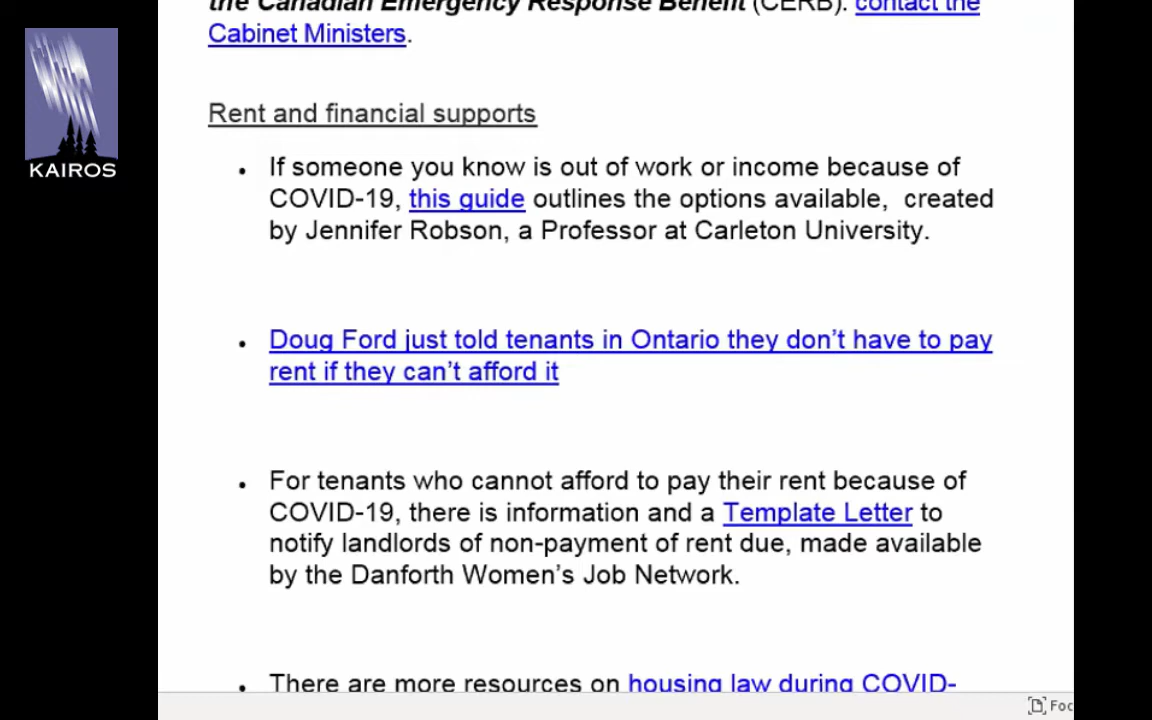 the Canadian Emergency Response Benefit (CERB): contact the
Cabinet Ministers.
KAIROS
Rent and financial supports
• If someone you know is out of work or income because of
COVID-19, this guide outlines the options available,  created
by Jennifer Robson, a Professor at Carleton University.
• Doug Ford just told tenants in Ontario they don’t have to pay
rent if they can’t afford it
• For tenants who cannot afford to pay their rent because of
COVID-19, there is information and a Template Letter to
notify landlords of non-payment of rent due, made available
by the Danforth Women’s Job Network.
• There are more resources on housing law during COVID-
Foc